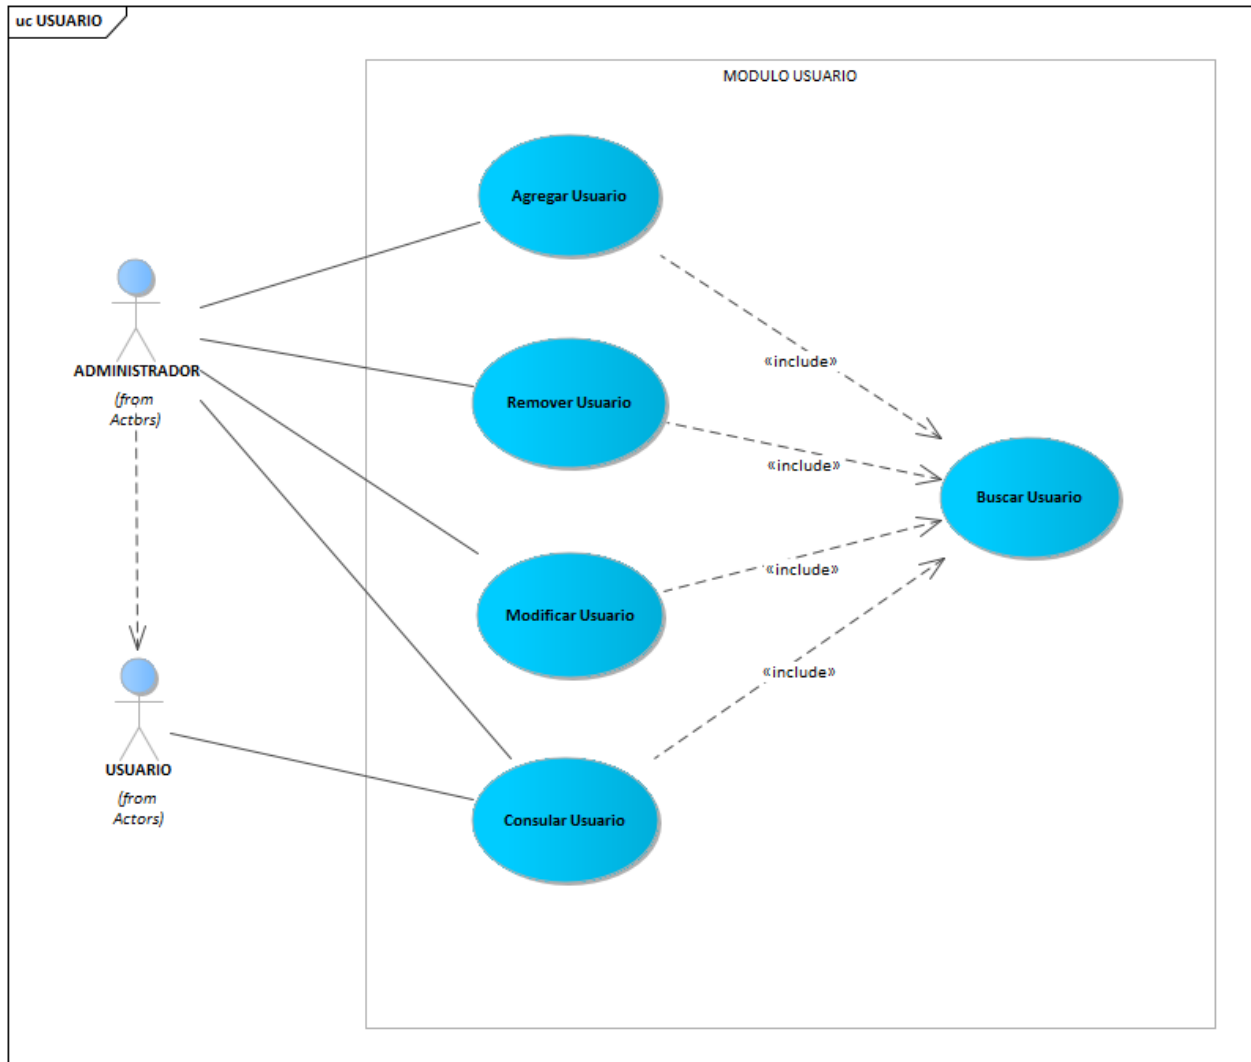 uc USUARIO
MODULO USUARIO
Agregar Usuario
ADMINISTRADOR
(from
Actors)
«include»
Remover Usuario
«include»
Buscar Usuario
«include»
Modificar Usuario
«include»
USUARIO
(from
Actors)
Consular Usuario